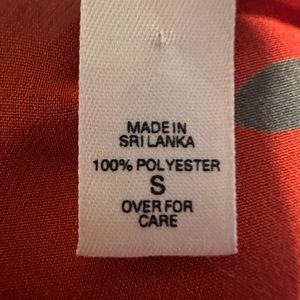 MADE IN
SRI LANKA
100% POLYESTER
S
OVER FOR
CARE